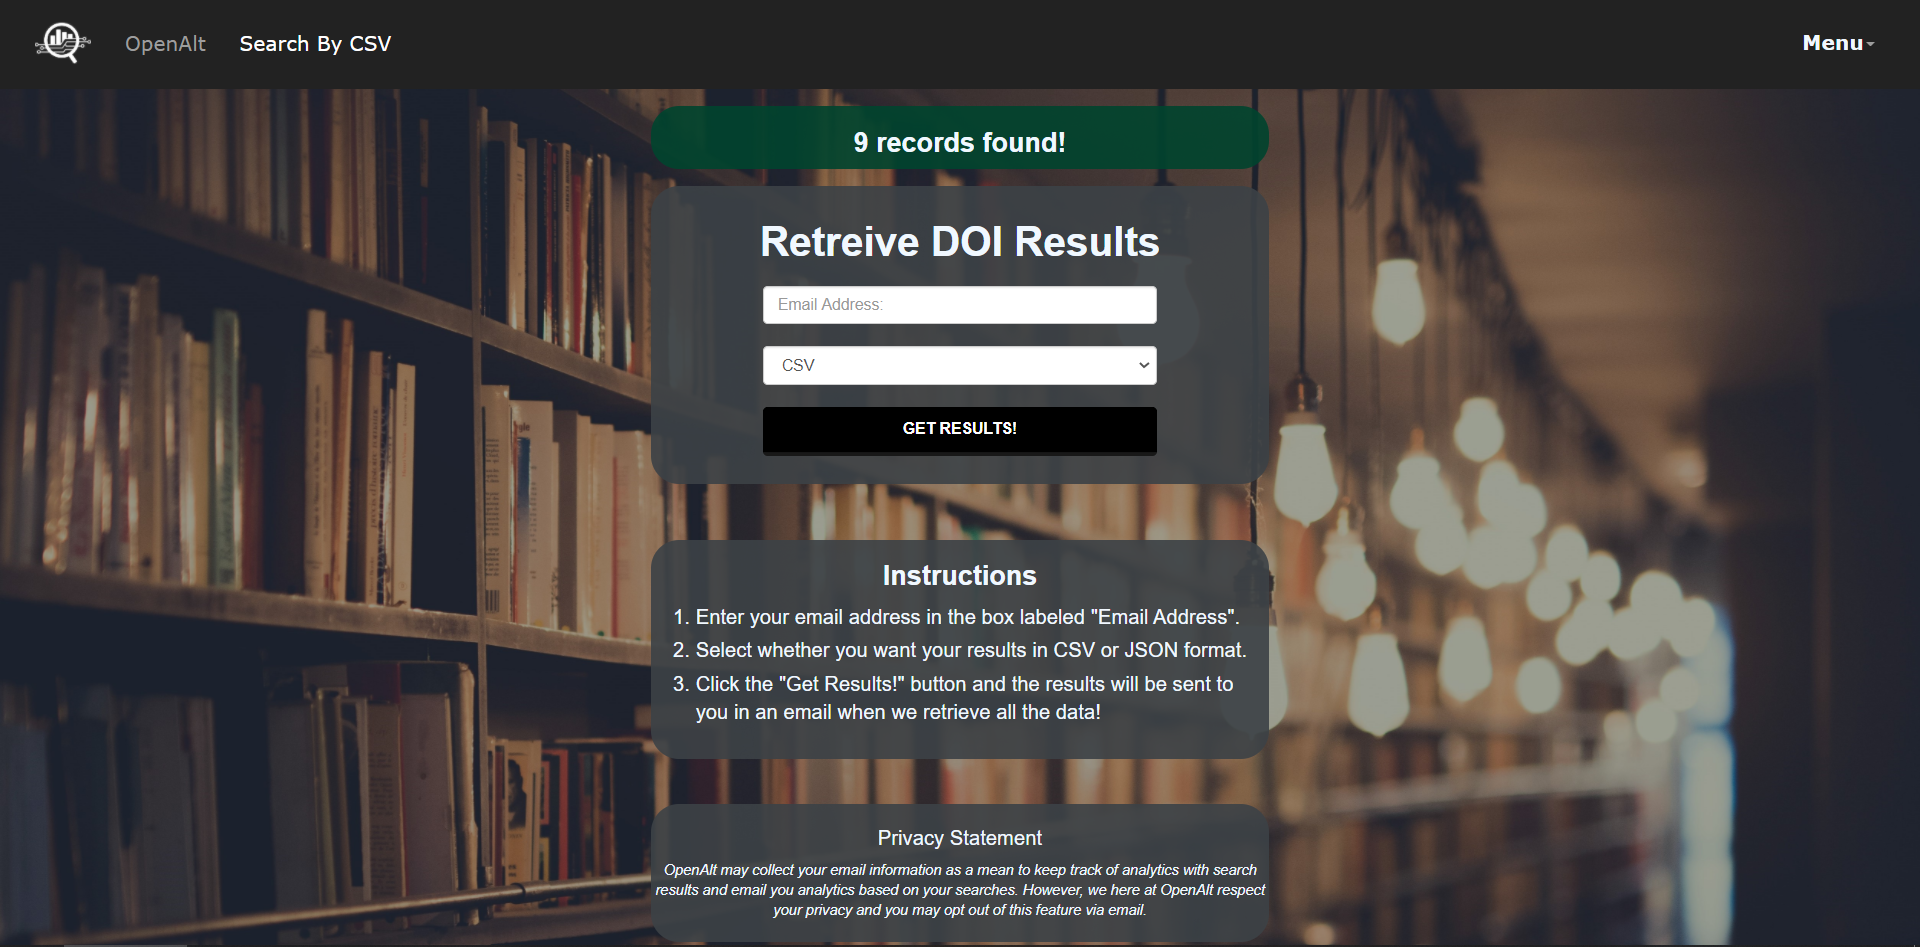 OpenAlt
Search By CSV
Menu
9 records found!
Retreive DOI Results
Email Address:
CSV
GET RESULTS!
Instructions
1. Enter your email address in the box labeled "Email Address".
2. Select whether you want your results in CSV or JSON format.
3. Click the "Get Results!" button and the results will be sent to
you in an email when we retrieve all the data!
Privacy Statement
OpenAlt may collect your email information as a mean to keep track of analytics with search
results and email you analytics based on your searches. However, we here at OpenAlt respect
your privacy and you may opt out of this feature via email.